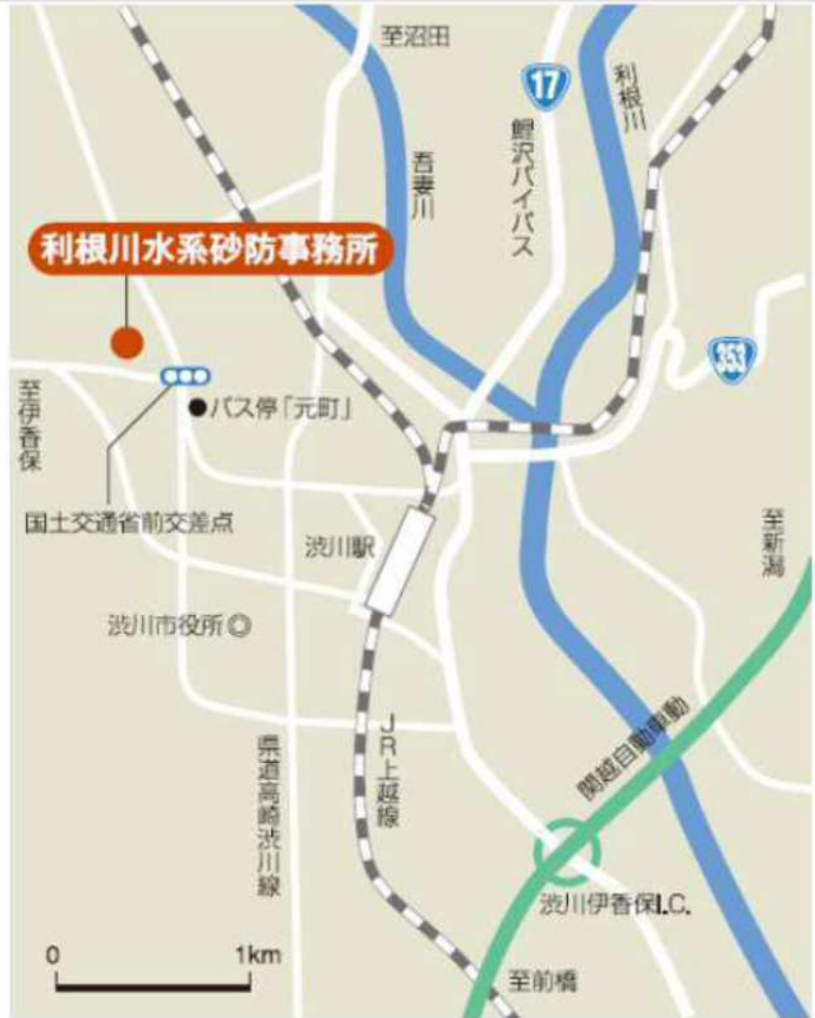 至沼田
17
利根川
鯉沢バイパス
吾妻川
利根川水系砂防事務所
353
至伊香保
バス停「元町」
国土交通省前交差点
至新潟
渋川駅
渋川市役所◎
関越自動車動
JR上越線
県道高崎渋川線
渋川伊香保I.C.
0 1km
至前橋